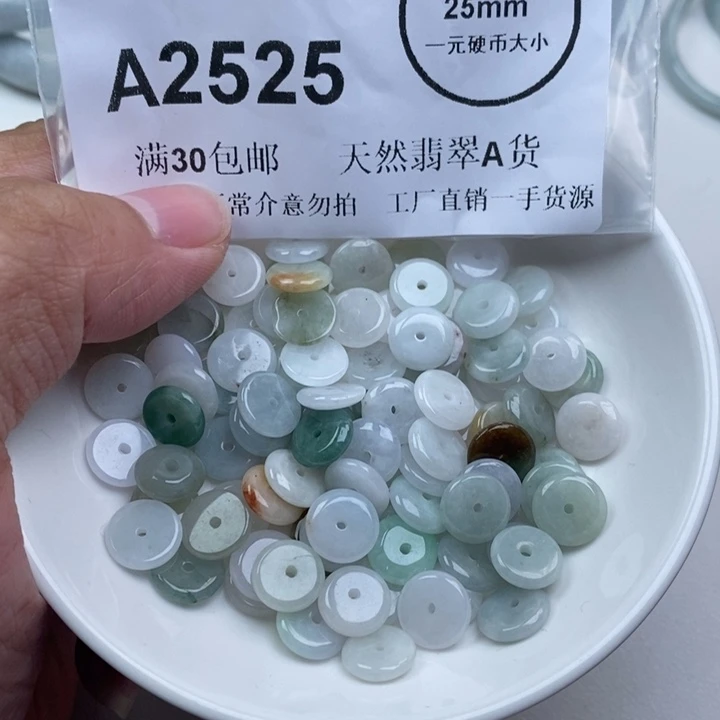 25mm
一元硬币大小
A2525
满30包邮 天然翡翠A货
常介意勿拍 工厂直销一手货源